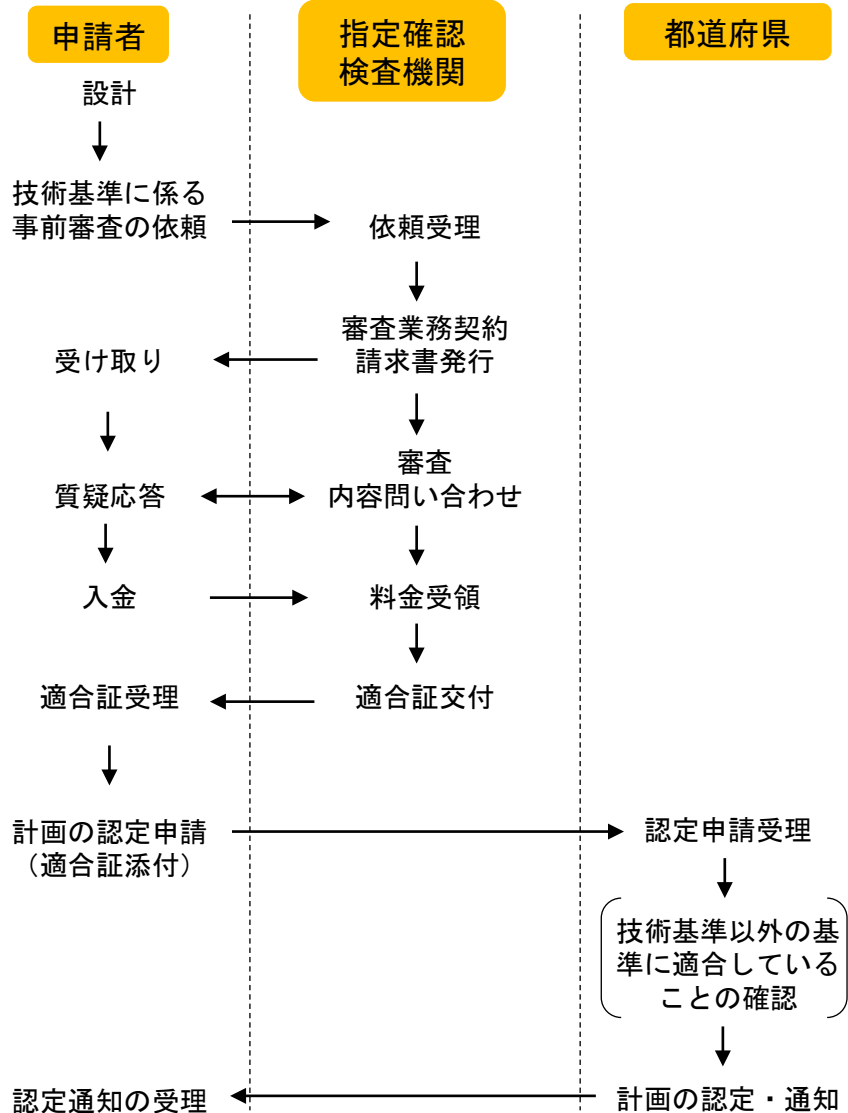 申請者
指定確認
検査機関
都道府県
設計
技術基準に係る
事前審査の依頼
依頼受理
審査業務契約
請求書発行
受け取り
審査
内容問い合わせ
質疑応答
入金
料金受領
適合証受理
適合証交付
計画の認定申請
（適合証添付）
認定申請受理
技術基準以外の基
準に適合している
ことの確認
認定通知の受理
計画の認定・通知